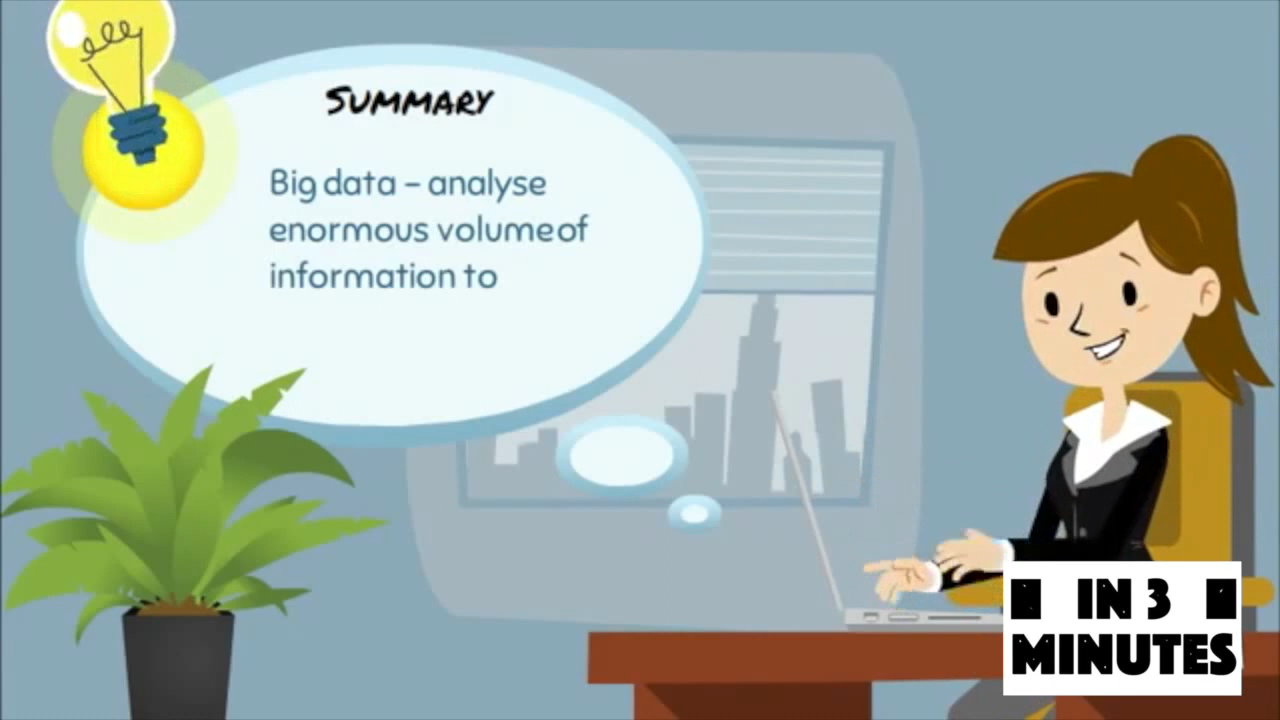 SUMMARY
Big data – analyse
enormous volume of
information to
IN 3
MINUTES